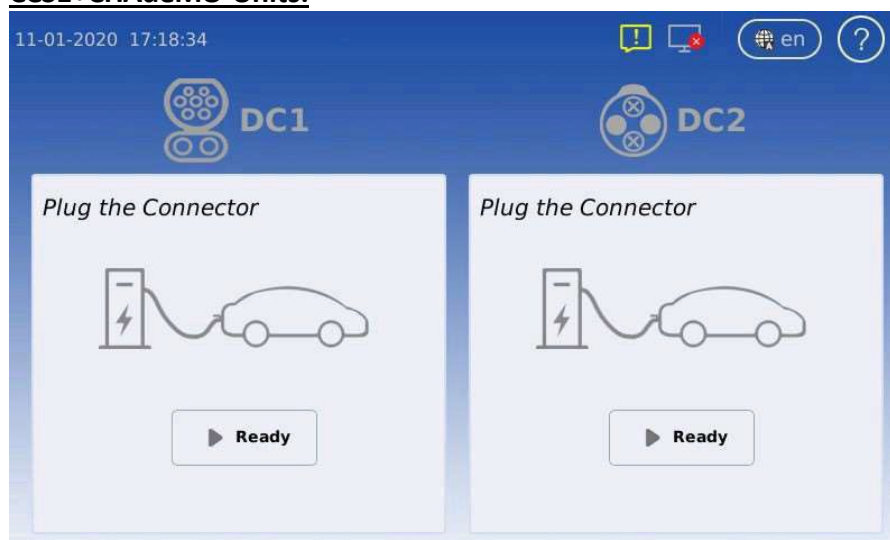 11-01-2020 17:18:34
en
?
DC1
DC2
Plug the Connector
Plug the Connector
Ready
Ready